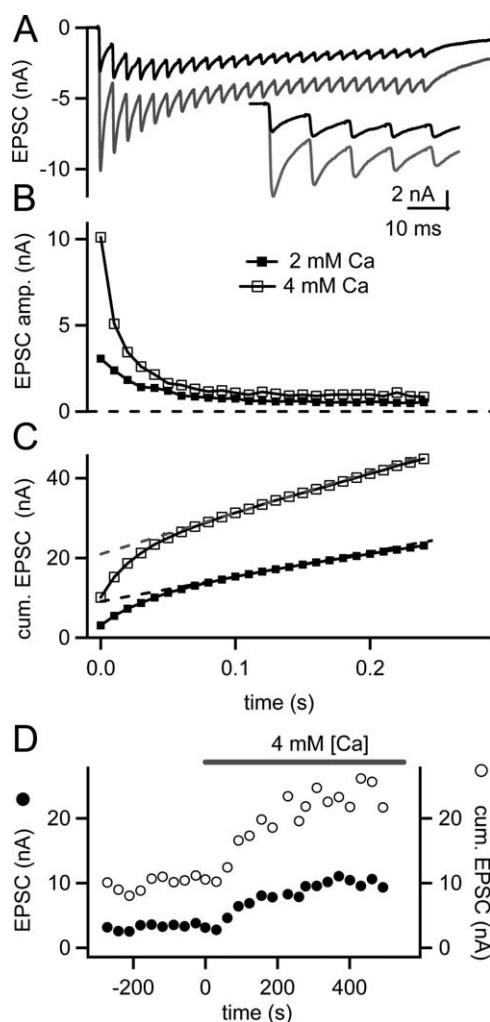 A
0
-5
-10
EPSC (nA)
2 nA
10 ms
B
10
5
0
EPSC amp. (nA)
2 mM Ca
4 mM Ca
C
40
20
0
cum. EPSC (nA)
0.0 0.1 0.2
time (s)
D
4 mM [Ca]
20
10
0
EPSC (nA)
20
10
0
cum. EPSC (nA)
-200 0 200 400
time (s)